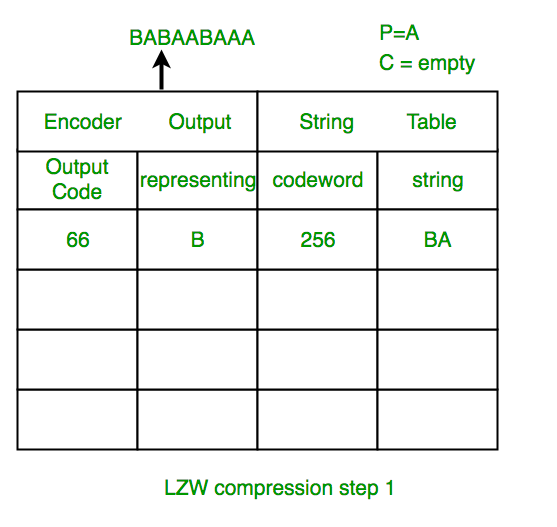 BABAABAAA
P=A
C = empty
Encoder Output String Table
Output Code representing codeword string
66 B 256 BA
LZW compression step 1